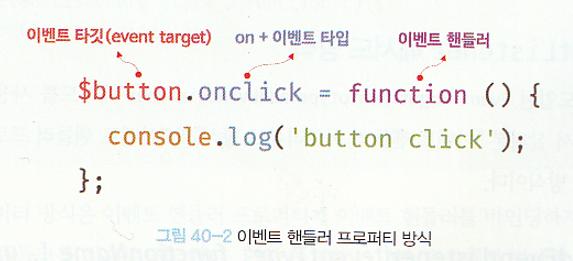 이벤트 타깃(event target) on + 이벤트 타입 이벤트 핸들러
$button.onclick = function () {
console.log('button click');
};
그림 40-2 이벤트 핸들러 프로퍼티 방식